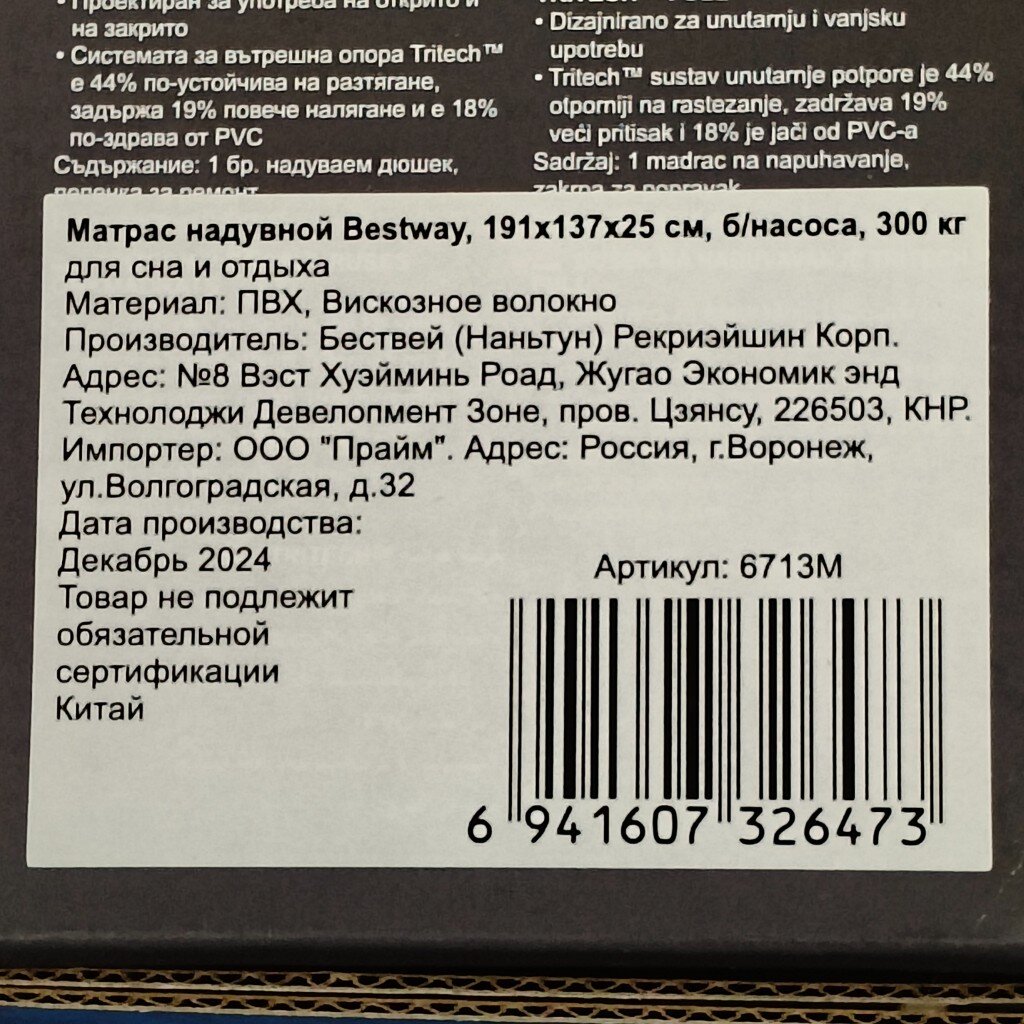 • Проектиран за употреба на открито и
на закрито
• Системата за вътрешна опора Tritech™
е 44% по-устойчива на разтягане,
задържа 19% повече налягане и е 18%
по-здрава от PVC
Съдържание: 1 бр. надуваем дюшек,
лепенка за ремонт
• Dizajnirano za unutarnju i vanjsku
upotrebu
• Tritech™ sustav unutarnje potpore je 44%
otporniji na rastezanje, zadržava 19%
veći pritisak i 18% je jači od PVC-a
Sadržaj: 1 madrac na napuhavanje,
zakrpa za popravak
Матрас надувной Bestway, 191x137x25 см, б/насоса, 300 кг
для сна и отдыха
Материал: ПВХ, Вискозное волокно
Производитель: Бествей (Наньтун) Рекриэйшин Корп.
Адрес: №8 Вэст Хуэйминь Роад, Жугао Экономик энд
Технолоджи Девелопмент Зоне, пров. Цзянсу, 226503, КНР.
Импортер: ООО "Прайм". Адрес: Россия, г.Воронеж,
ул.Волгоградская, д.32
Дата производства:
Декабрь 2024
Товар не подлежит
обязательной
сертификации
Китай
Артикул: 6713M
6 941607 326473